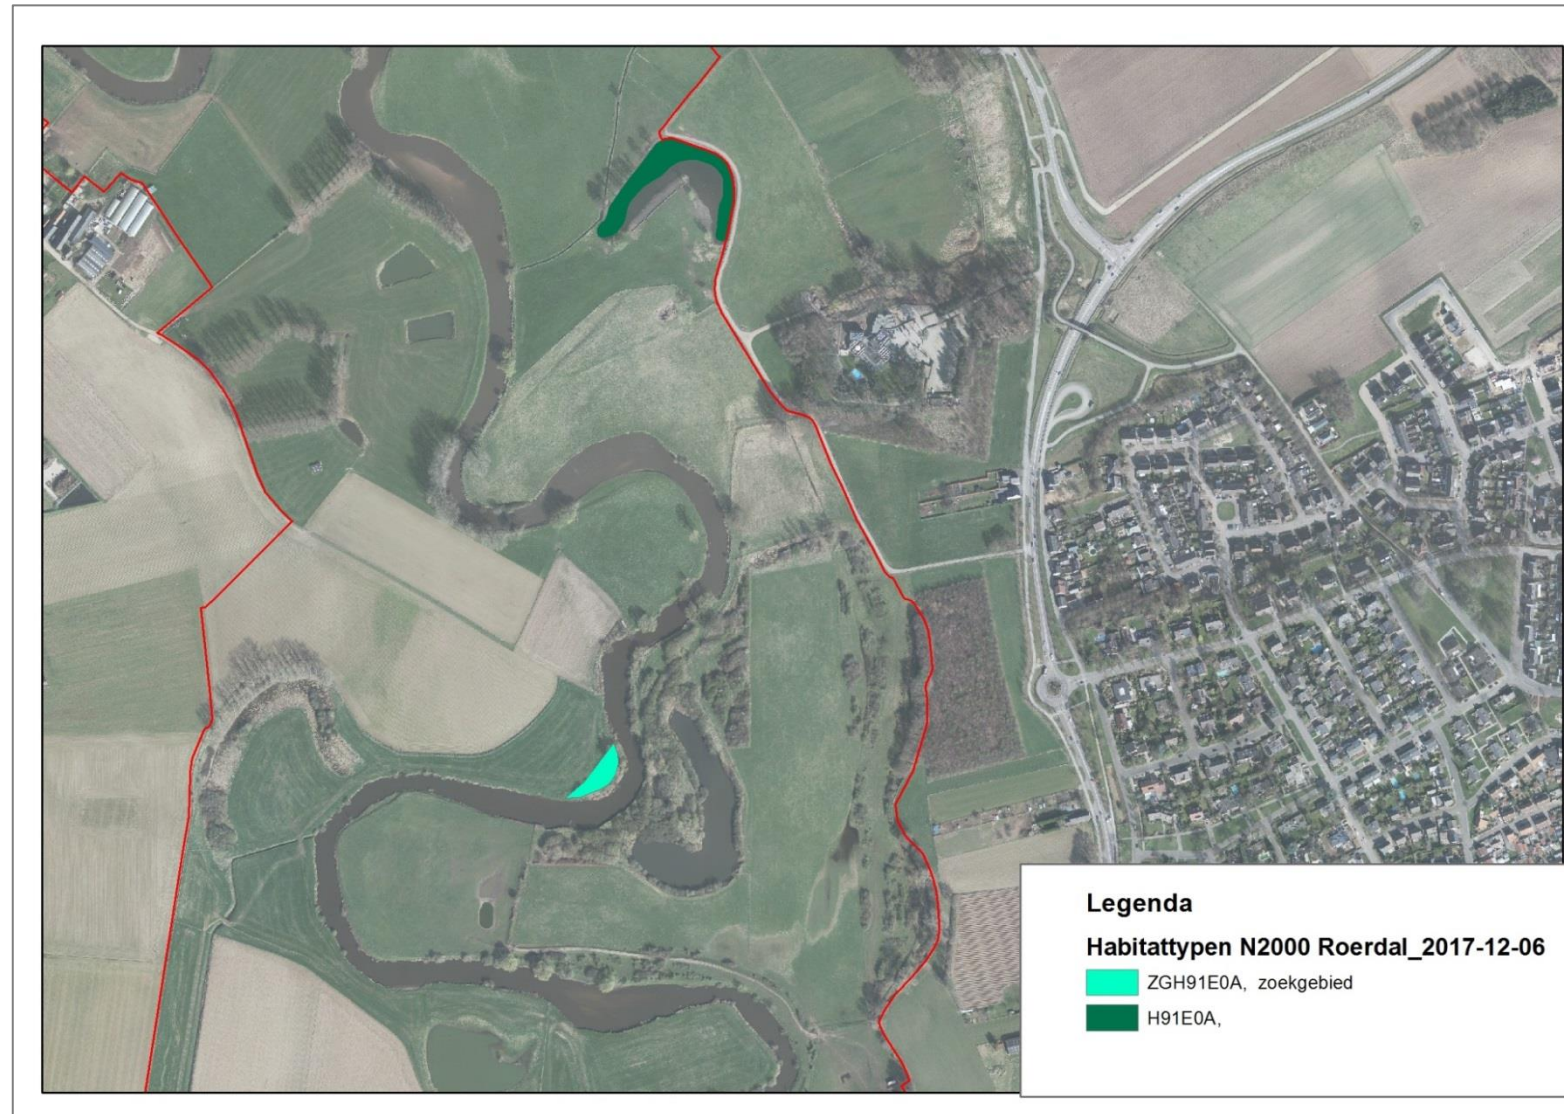 Legenda
Habitattypen N2000 Roerdal_2017-12-06
ZGH91E0A, zoekgebied
H91E0A,